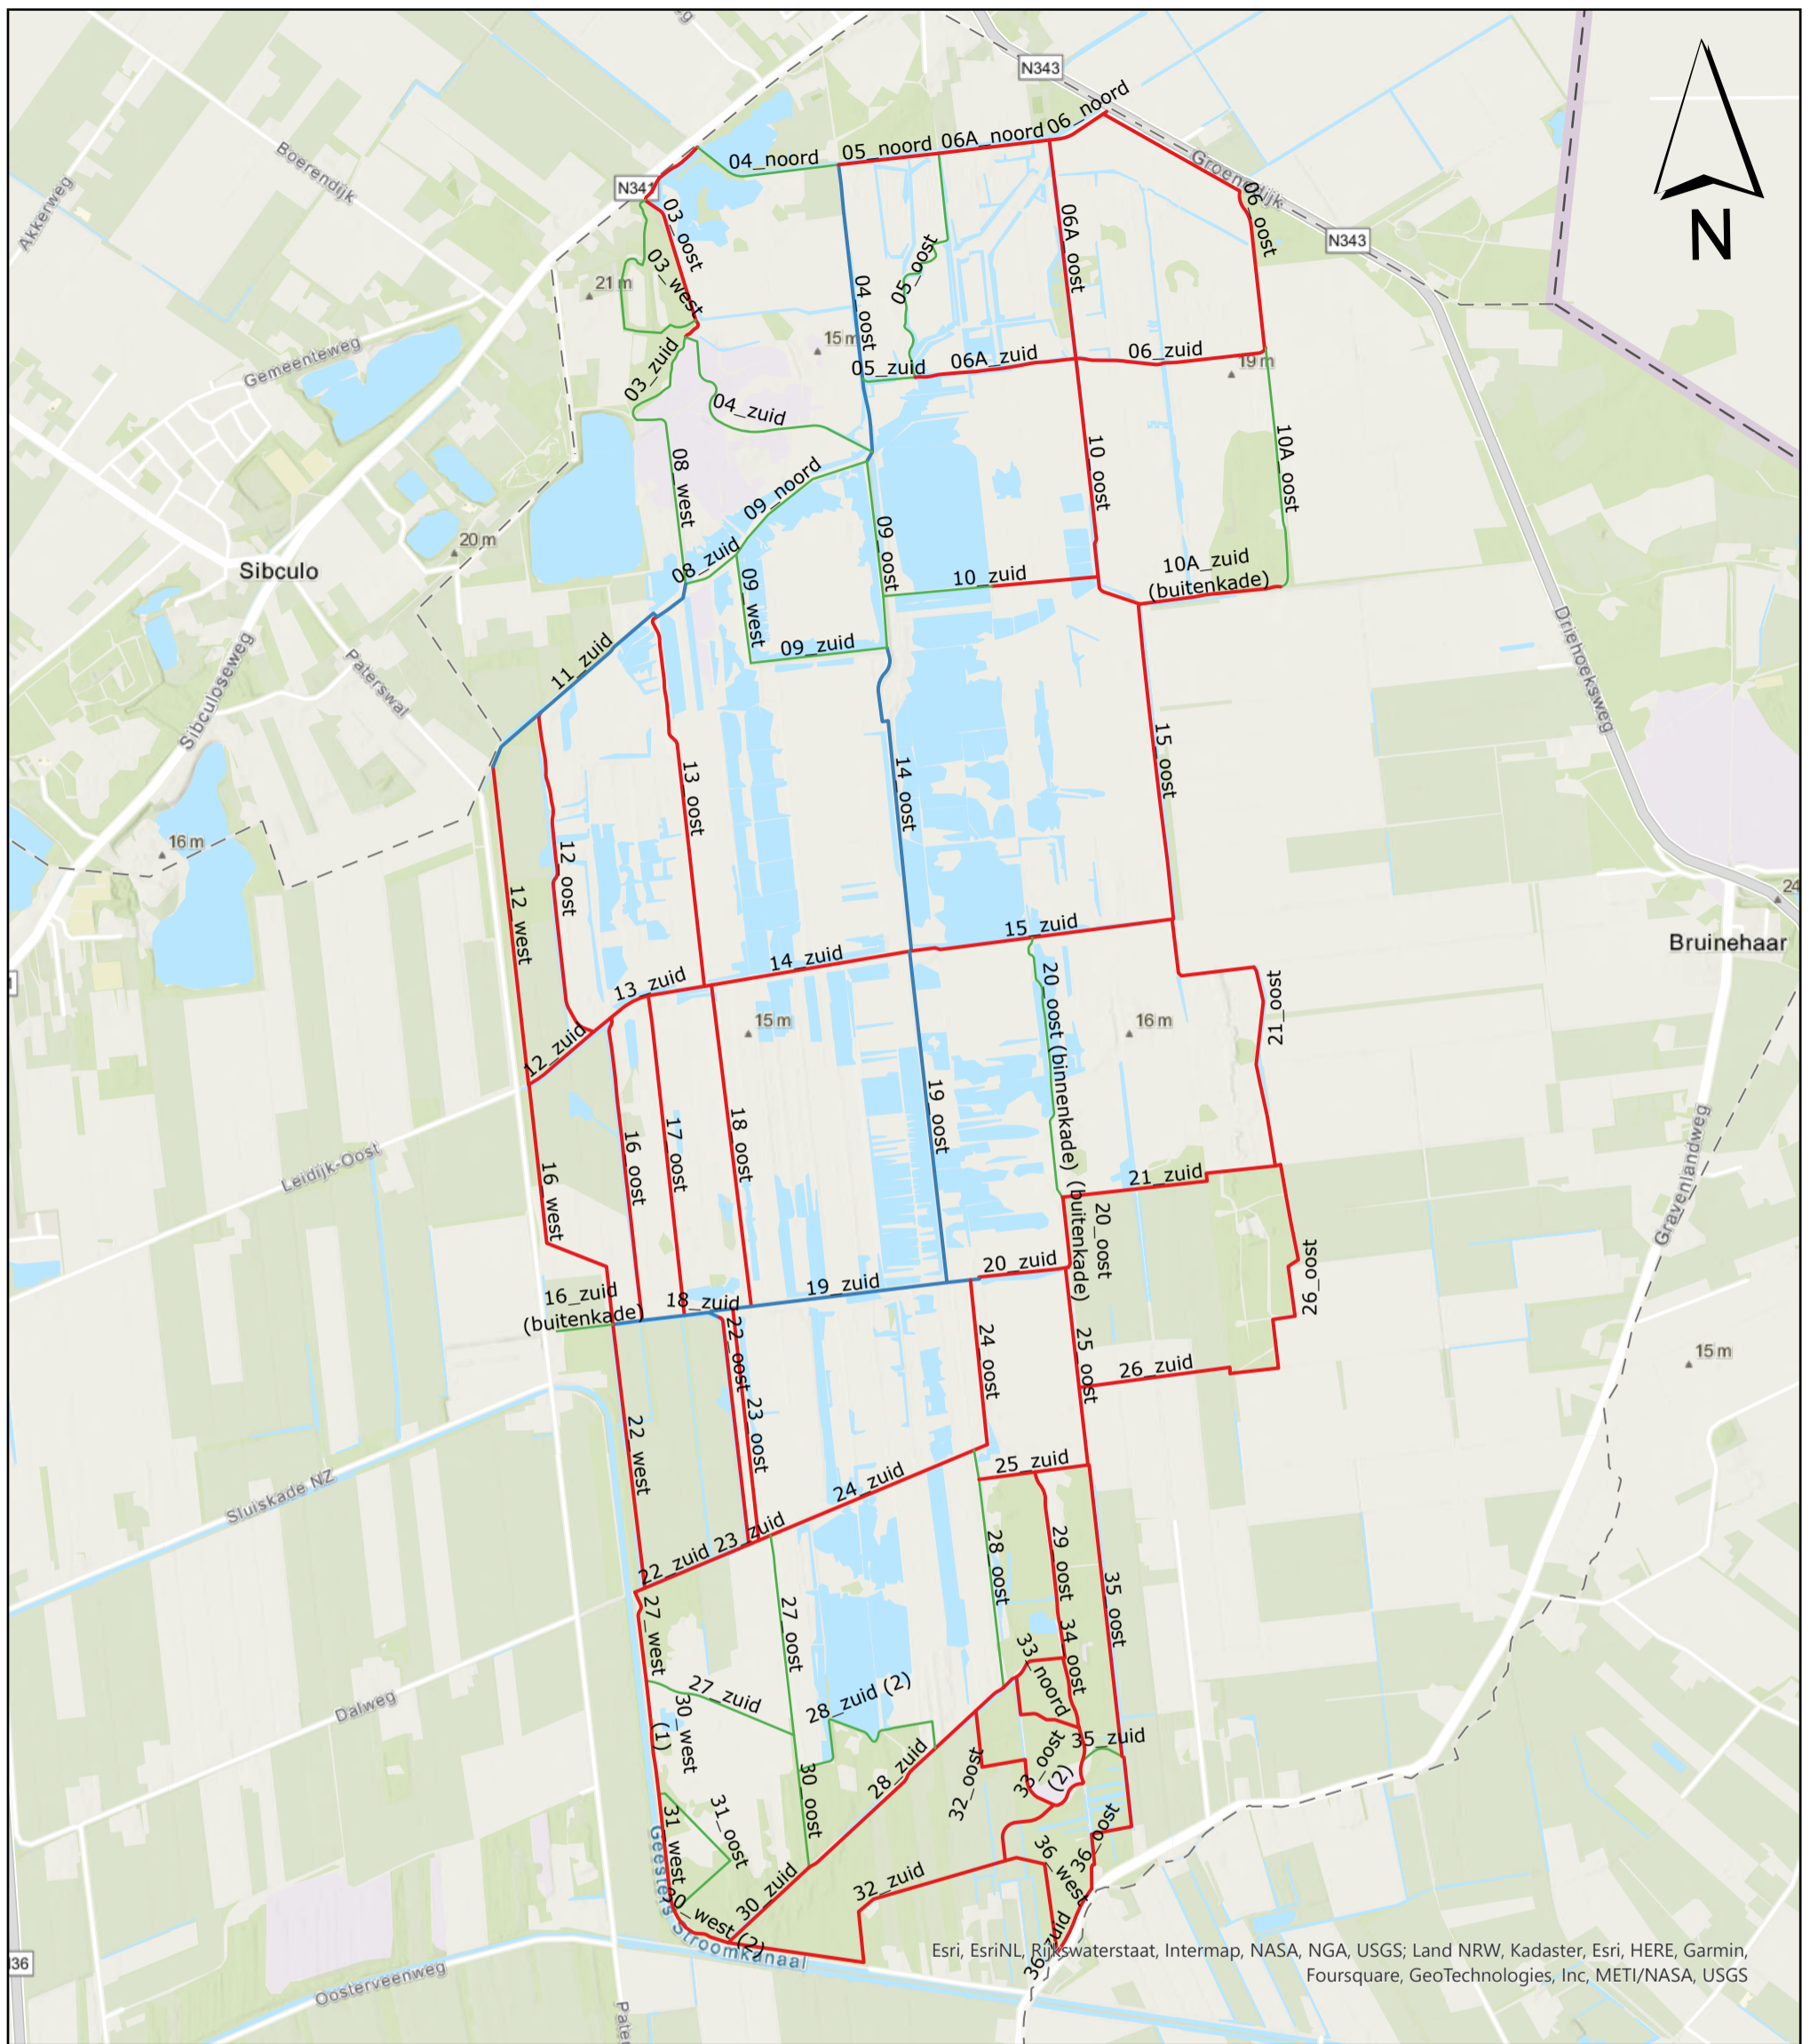 N343
06_noord
06A_noord
05_noord
04_noord
N341
Groenendijk
N
Boerendijk
Akkerweg
03_oost
06_oost
06A_oost
N343
03_west
05_oost
21 m
04_oost
15 m
Gemeenteweg
03_zuid
05_zuid
06A_zuid
06_zuid
19 m
04_zuid
08_west
09_noord
10_oost
10A_oost
20 m
09_oost
Sibculo
08_zuid
09_west
10_zuid
10A_zuid
(buitenkade)
11_zuid
09_zuid
Paterswal
Sibculoseweg
Driehoeksweg
13_oost
14_oost
15_oost
16 m
12_oost
12_west
24
15_zuid
Bruinehaar
14_zuid
13_zuid
20_oost (binnenkade)
21_oost
15 m
16 m
12_zuid
19_oost
18_oost
17_oost
16_oost
Leidijk-Oost
16_west
21_zuid
Gravenlandweg
20_oost
(buitenkade)
20_zuid
26_oost
19_zuid
16_zuid
(buitenkade)
18_zuid
22_oost
24_oost
25_oost
26_zuid
15 m
23_oost
22_west
25_zuid
24_zuid
Sluiskade NZ
23_zuid
22_zuid
28_oost
29_oost
35_oost
27_west
27_oost
34_oost
33_noord
27_zuid
28_zuid (2)
30_west
(1)
Dalweg
35_zuid
33_oost
(2)
28_zuid
32_oost
30_oost
31_oost
31_west
36_oost
36_west
32_zuid
30_zuid
30_west (2)
Geesters Stroomkanaal
36_zuid
Oosterveenweg
36
Esri, EsriNL, Rijkswaterstaat, Intermap, NASA, NGA, USGS; Land NRW, Kadaster, Esri, HERE, Garmin,
Foursquare, GeoTechnologies, Inc, METI/NASA, USGS